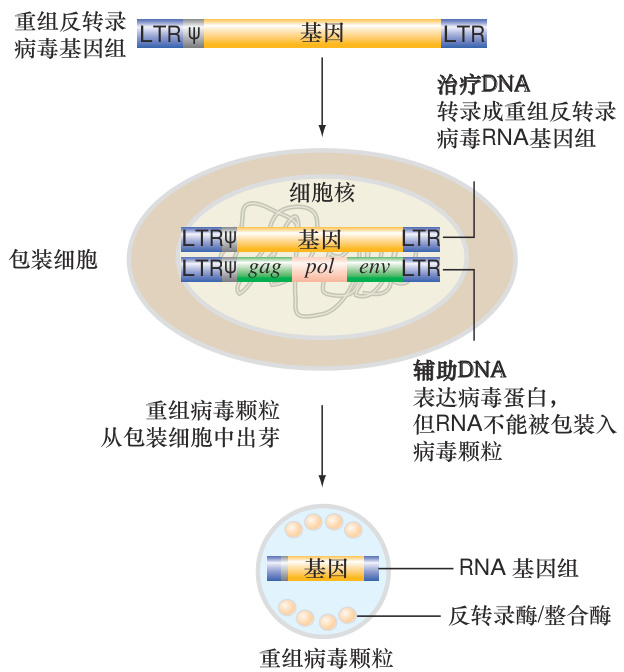 重组反转录
病毒基因组
LTR ψ 基因 LTR
治疗DNA
转录成重组反转录
病毒RNA基因组
细胞核
LTRψ 基因 LTR
LTRψ gag pol env LTR
包装细胞
辅助DNA
表达病毒蛋白,
但RNA不能被包装入
病毒颗粒
重组病毒颗粒
从包装细胞中出芽
基因
RNA 基因组
反转录酶/整合酶
重组病毒颗粒